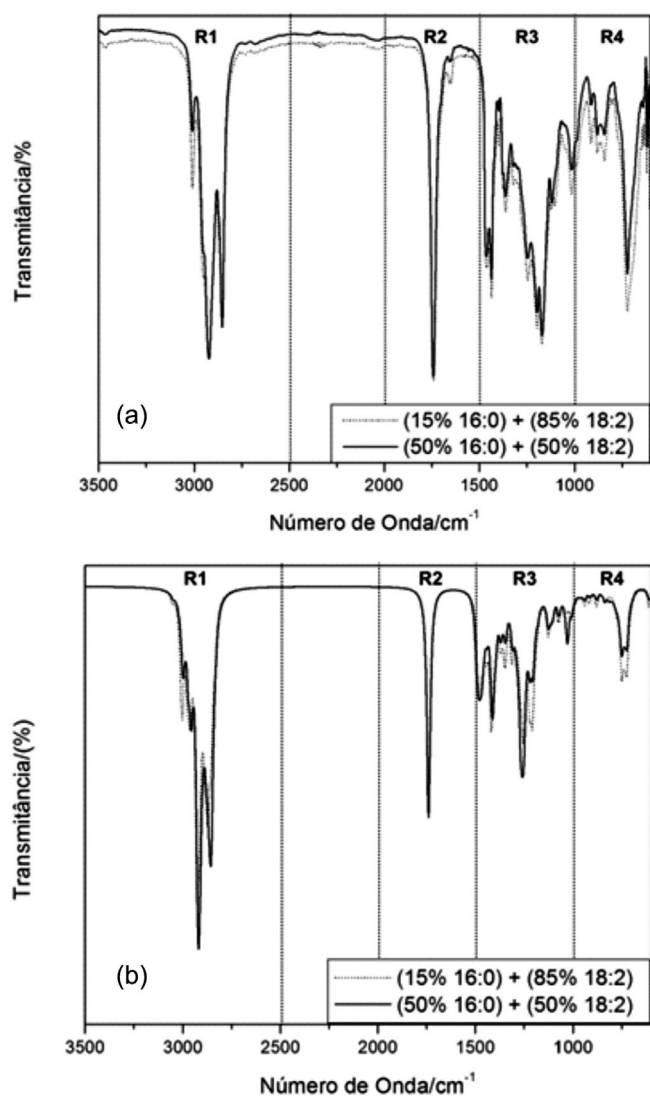 R1 R2 R3 R4
Transmitância/%
(a)
(15% 16:0) + (85% 18:2)
(50% 16:0) + (50% 18:2)
3500 3000 2500 2000 1500 1000
Número de Onda/cm-1
R1 R2 R3 R4
Transmitância/(%)
(b)
(15% 16:0) + (85% 18:2)
(50% 16:0) + (50% 18:2)
3500 3000 2500 2000 1500 1000
Número de Onda/cm-1